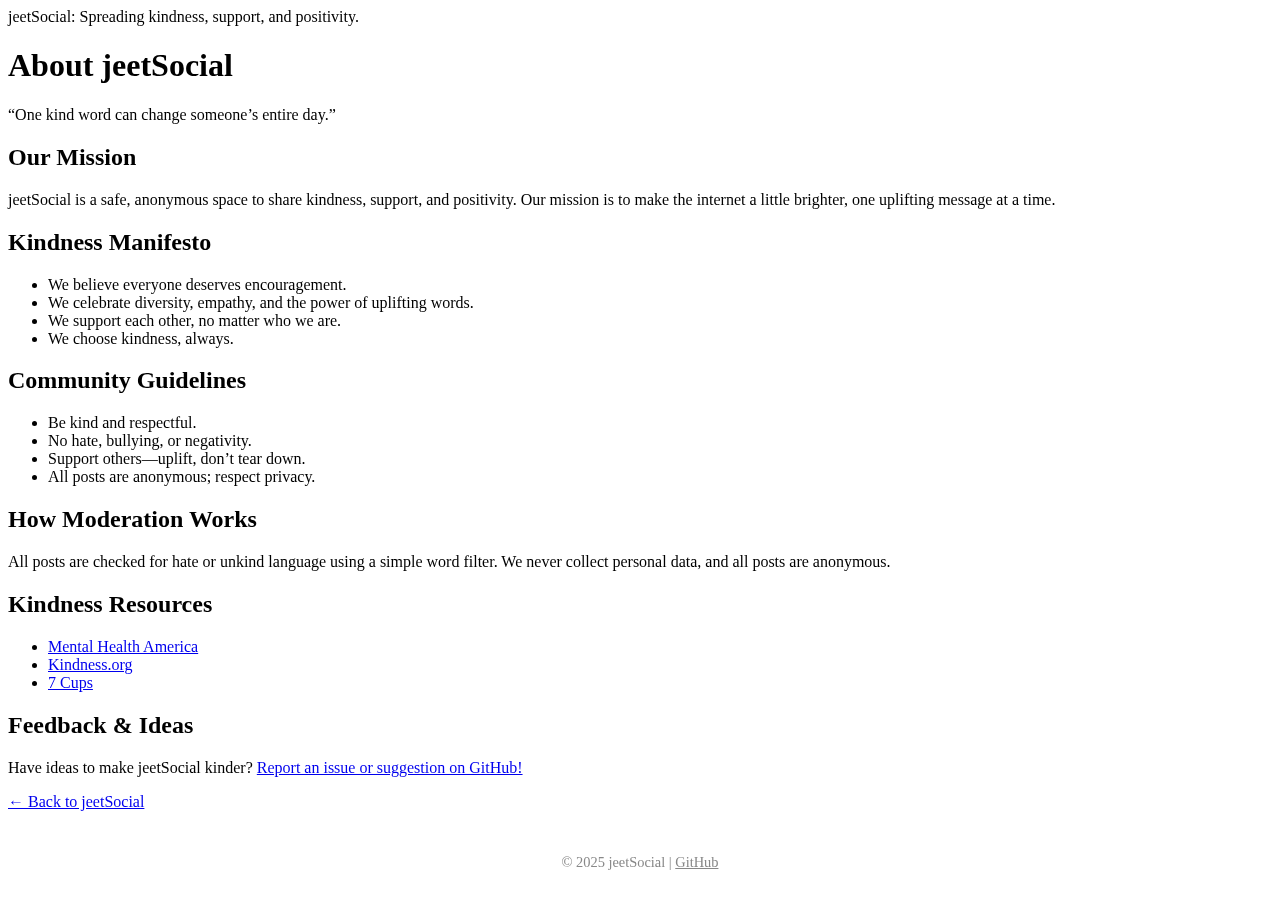 jeetSocial: Spreading kindness, support, and positivity.
About jeetSocial
“One kind word can change someone’s entire day.”
Our Mission
jeetSocial is a safe, anonymous space to share kindness, support, and positivity. Our mission is to make the internet a little brighter, one uplifting message at a time.
Kindness Manifesto
• We believe everyone deserves encouragement.
• We celebrate diversity, empathy, and the power of uplifting words.
• We support each other, no matter who we are.
• We choose kindness, always.
Community Guidelines
• Be kind and respectful.
• No hate, bullying, or negativity.
• Support others—uplift, don’t tear down.
• All posts are anonymous; respect privacy.
How Moderation Works
All posts are checked for hate or unkind language using a simple word filter. We never collect personal data, and all posts are anonymous.
Kindness Resources
• Mental Health America
• Kindness.org
• 7 Cups
Feedback & Ideas
Have ideas to make jeetSocial kinder? Report an issue or suggestion on GitHub!
← Back to jeetSocial
© 2025 jeetSocial | GitHub